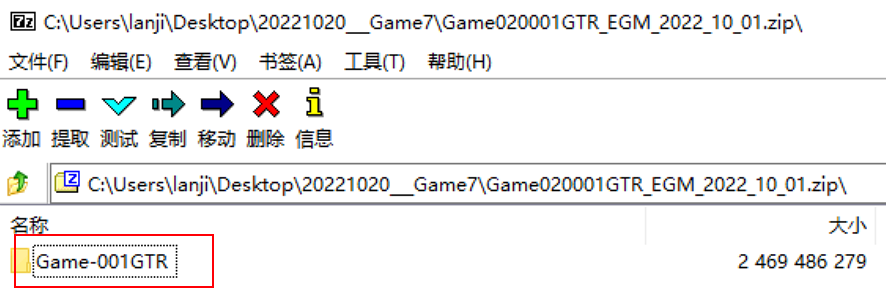 C:\Users\lanji\Desktop\20221020__Game7\Game020001GTR_EGM_2022_10_01.zip\
文件(F) 编辑(E) 查看(V) 书签(A) 工具(T) 帮助(H)
添加 提取 测试 复制 移动 删除 信息
C:\Users\lanji\Desktop\20221020__Game7\Game020001GTR_EGM_2022_10_01.zip\
名称 大小
Game-001GTR 2 469 486 279